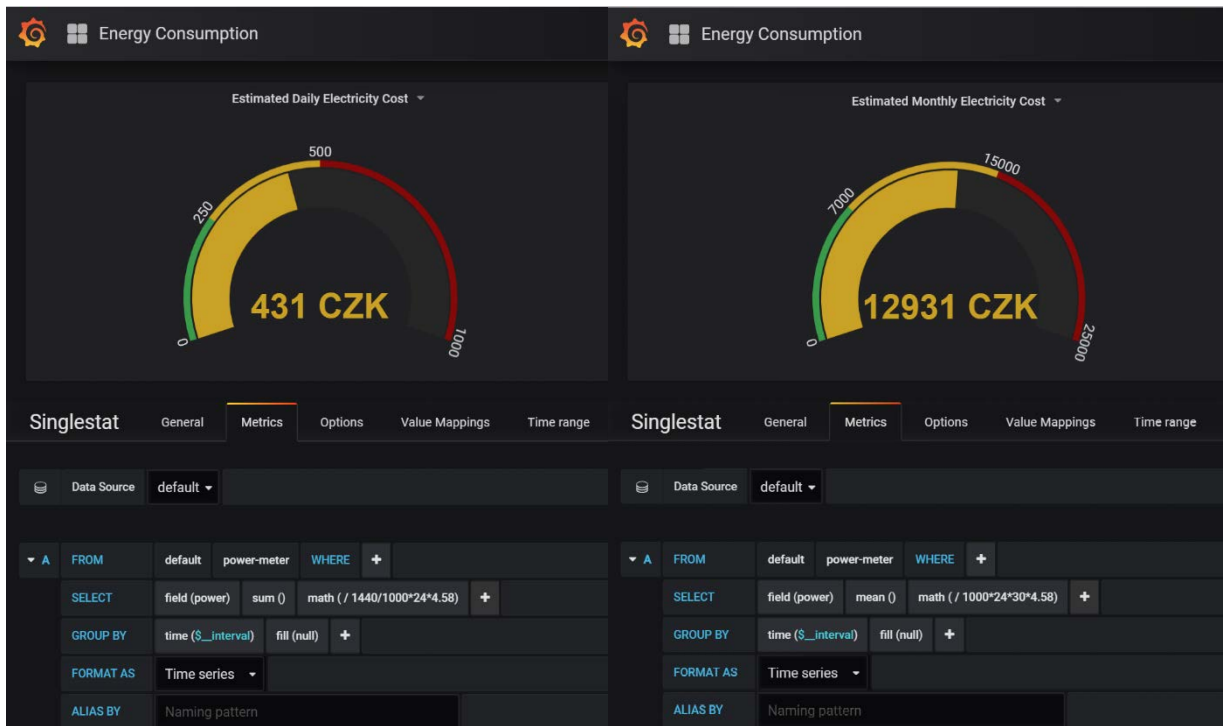 Energy Consumption
Estimated Daily Electricity Cost
0
250
500
1000
431 CZK
Singlestat General Metrics Options Value Mappings Time range
Data Source default
A FROM default power-meter WHERE +
SELECT field (power) sum () math ( / 1440/1000*24*4.58) +
GROUP BY time ($__interval) fill (null) +
FORMAT AS Time series
ALIAS BY Naming pattern
Energy Consumption
Estimated Monthly Electricity Cost
0
7000
15000
25000
12931 CZK
Singlestat General Metrics Options Value Mappings Time range
Data Source default
A FROM default power-meter WHERE +
SELECT field (power) mean () math ( / 1000*24*30*4.58) +
GROUP BY time ($__interval) fill (null) +
FORMAT AS Time series
ALIAS BY Naming pattern